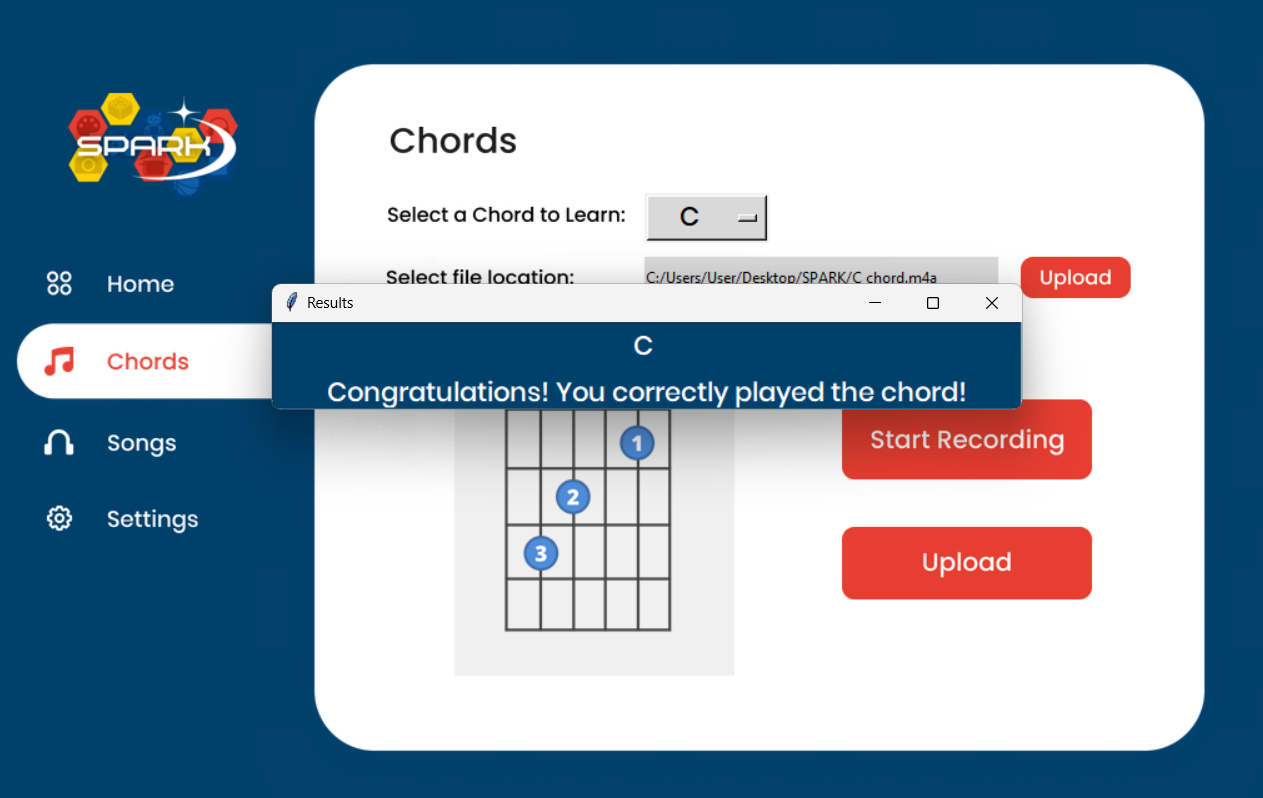 SPARK
Home
Chords
Songs
Settings
Chords
Select a Chord to Learn: C
Select file location: C:/Users/User/Desktop/SPARK/C chord.m4a Upload
Results
C
Congratulations! You correctly played the chord!
1
2
3
Start Recording
Upload